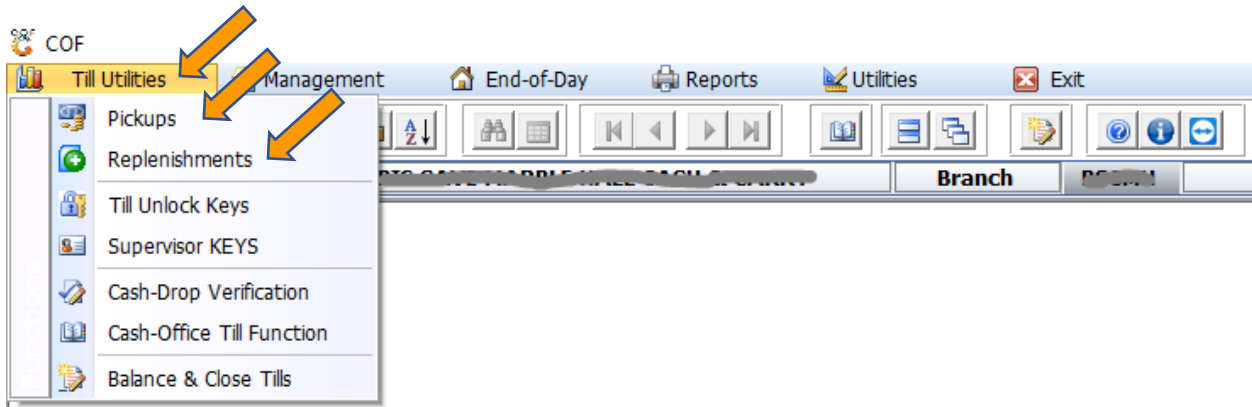 COF
Till Utilities Management End-of-Day Reports Utilities Exit
Pickups
Replenishments
Branch
Till Unlock Keys
Supervisor KEYS
Cash-Drop Verification
Cash-Office Till Function
Balance & Close Tills
Functions